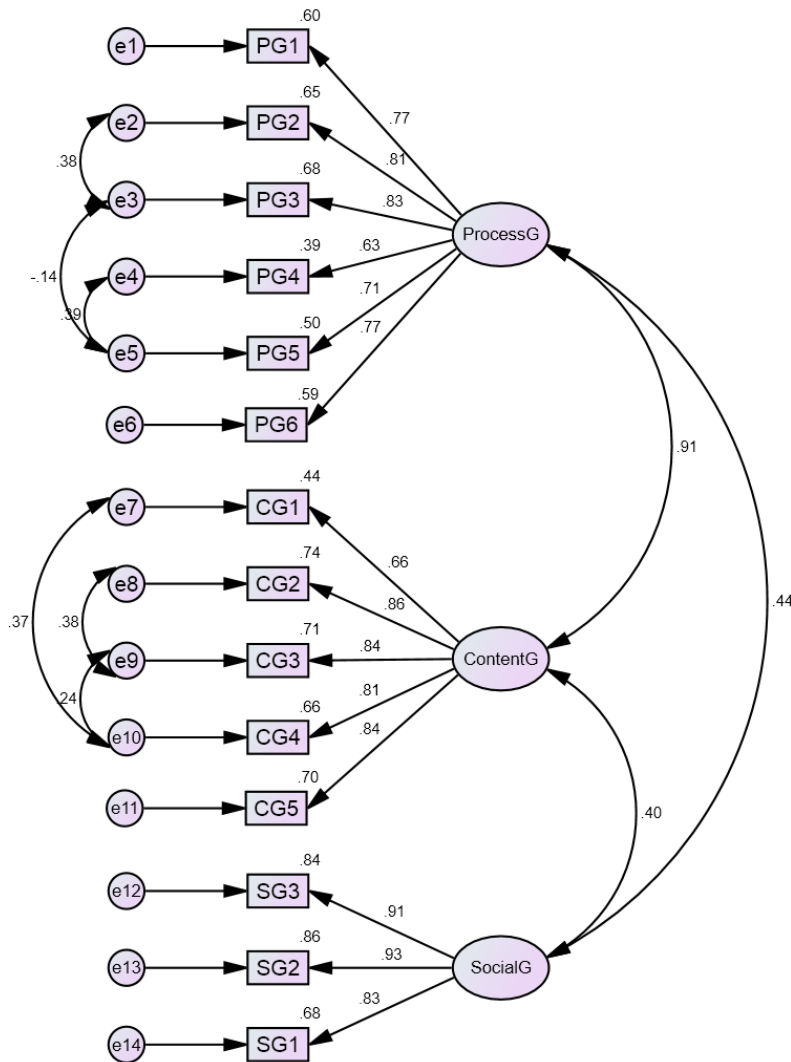 .60
e1 PG1
.77
.65
e2 PG2
.81
.38
.68
e3 PG3
.83
ProcessG
.39
.63
-.14
e4 PG4
.39
.71
.50
e5 PG5
.77
.59
e6 PG6
.91
.44
e7 CG1
.66
.74
e8 CG2
.86
.44
.37
.38
.71
.84
e9 CG3
ContentG
.24
.66
.81
e10 CG4
.84
.70
e11 CG5
.40
.84
e12 SG3
.91
.86
.93
e13 SG2
SocialG
.83
.68
e14 SG1